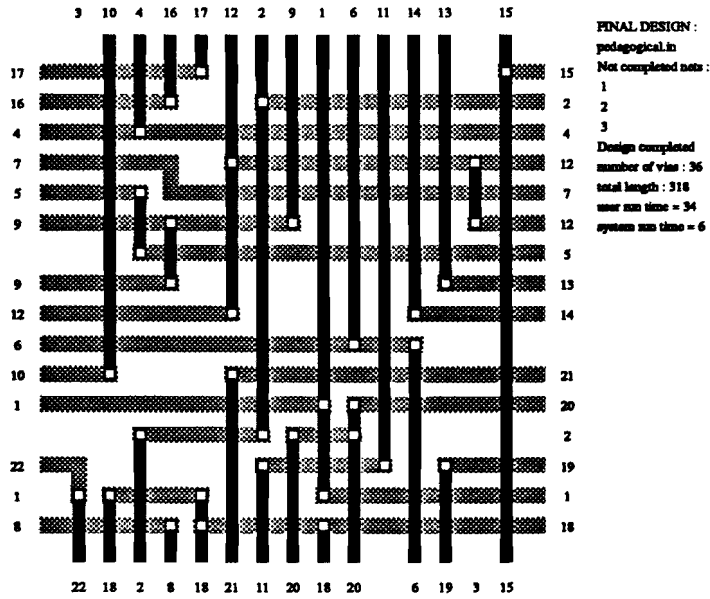 3 10 4 16 17 12 2 9 1 6 11 14 13 15
17 15
16 2
4 4
7 12
5 7
9 12
5
9 13
12 14
6
10 21
1 20
2
22 19
1 1
8 18
22 18 2 8 18 21 11 20 18 20 6 19 3 15
FINAL DESIGN :
pedagogical.in
Not completed nets :
1
2
3
Design completed
number of vias : 36
total length : 318
user run time = 34
system run time = 6